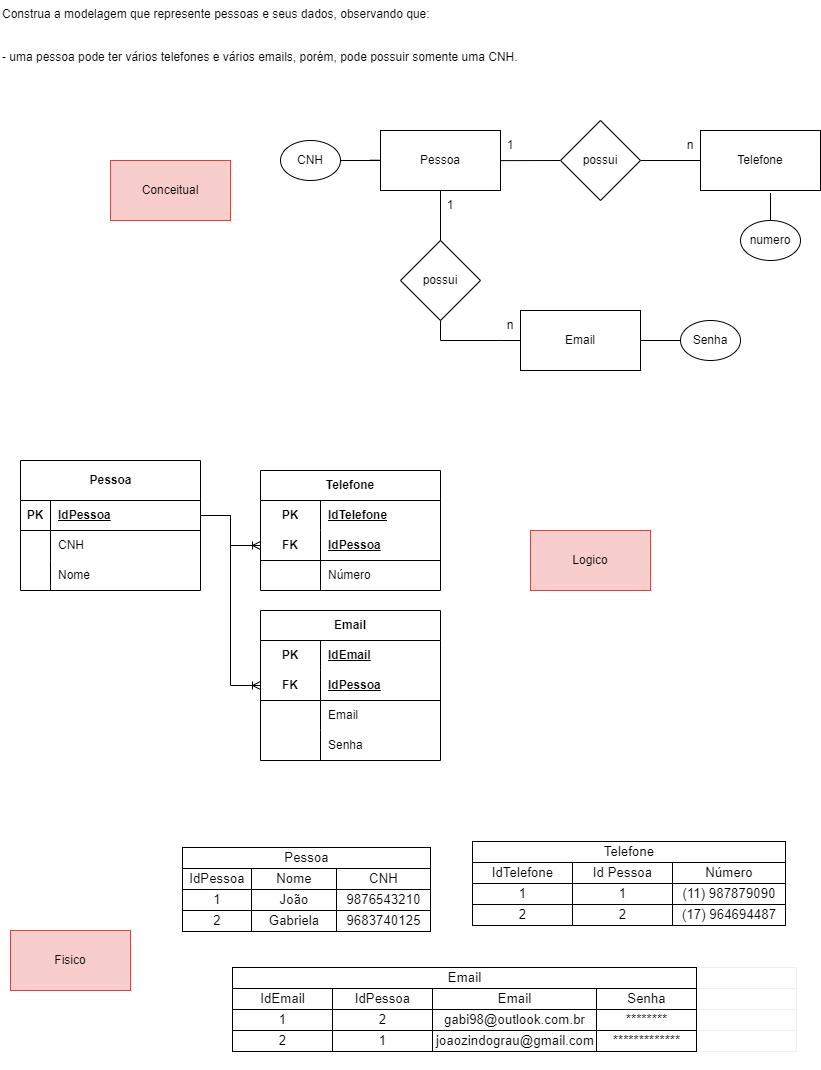 Construa a modelagem que represente pessoas e seus dados, observando que:
- uma pessoa pode ter vários telefones e vários emails, porém, pode possuir somente uma CNH.
Conceitual
CNH
Pessoa
1
possui
n
Telefone
1
numero
possui
n
Email
Senha
Pessoa
PK IdPessoa
CNH
Nome
Telefone
PK IdTelefone
FK IdPessoa
Número
Logico
Email
PK IdEmail
FK IdPessoa
Email
Senha
Pessoa
IdPessoa Nome CNH
1 João 9876543210
2 Gabriela 9683740125
Telefone
IdTelefone Id Pessoa Número
1 1 (11) 987879090
2 2 (17) 964694487
Fisico
Email
IdEmail IdPessoa Email Senha
1 2 gabi98@outlook.com.br ********
2 1 joaozindograu@gmail.com *************